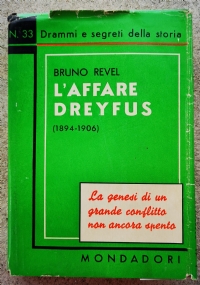 N. 33 Drammi e segreti della storia
BRUNO REVEL
L'AFFARE
DREYFUS
(1894-1906)
La genesi di un
grande conflitto
non ancora spento
MONDADORI